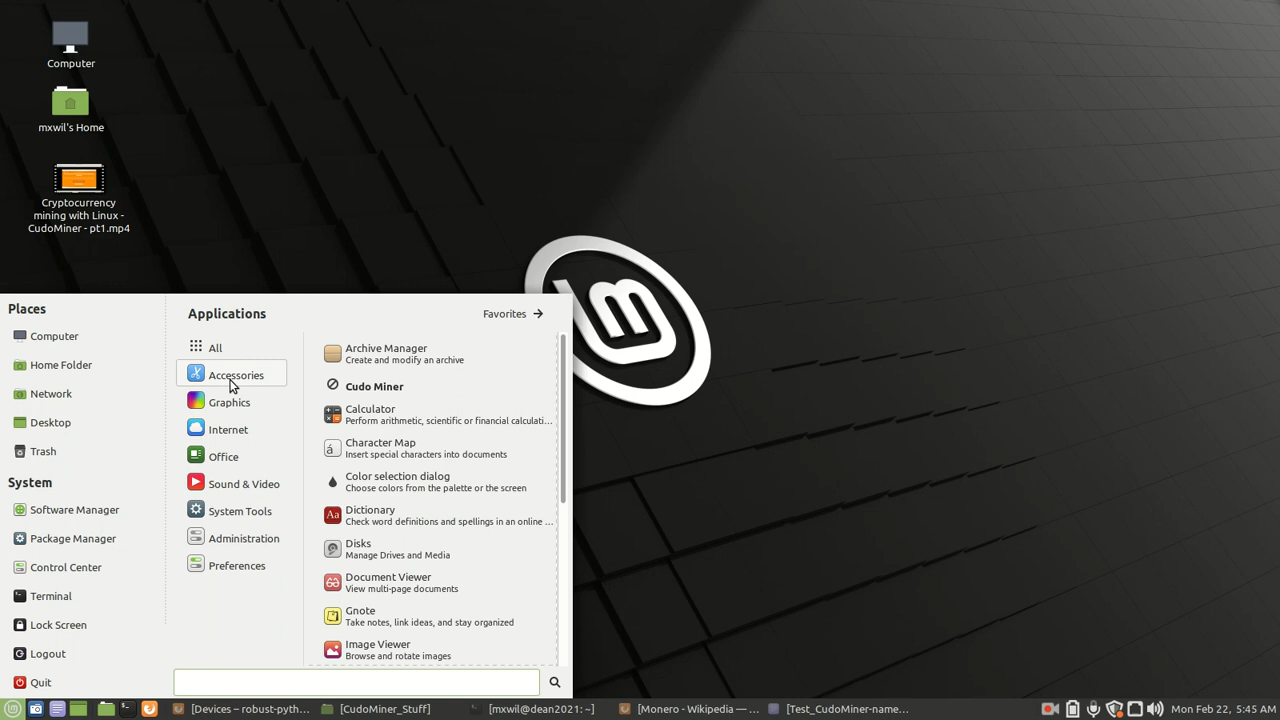 Computer
mxwil's Home
Cryptocurrency
mining with Linux -
CudoMiner - pt1.mp4
Places
Computer
Home Folder
Network
Desktop
Trash
System
Software Manager
Package Manager
Control Center
Terminal
Lock Screen
Logout
Quit
Applications
Favorites
All
Accessories
Graphics
Internet
Office
Sound & Video
System Tools
Administration
Preferences
Archive Manager
Create and modify an archive
Cudo Miner
Calculator
Perform arithmetic, scientific or financial calculati...
Character Map
Insert special characters into documents
Color selection dialog
Choose colors from the palette or the screen
Dictionary
Check word definitions and spellings in an online ...
Disks
Manage Drives and Media
Document Viewer
View multi-page documents
Gnote
Take notes, link ideas, and stay organized
Image Viewer
Browse and rotate images
[Devices – robust-pyth...
[CudoMiner_Stuff]
[mxwil@dean2021: ~]
[Monero - Wikipedia — ...
[Test_CudoMiner-name...
Mon Feb 22, 5:45 AM